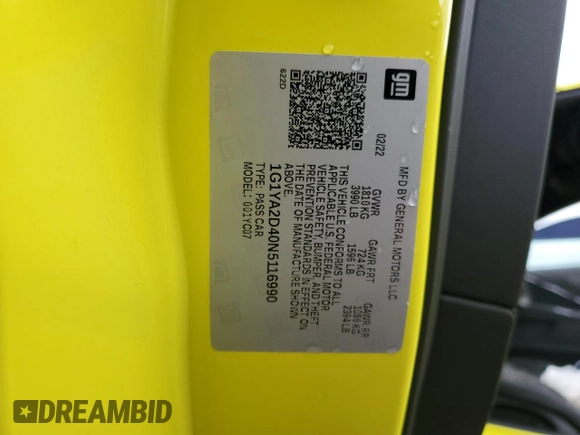 gm
MFD BY GENERAL MOTORS LLC
02/22
GVWR
1810 KG
3990 LB
GAWR FRT
724 KG
1596 LB
GAWR RR
1086 KG
2394 LB
THIS VEHICLE CONFORMS TO ALL
APPLICABLE U.S. FEDERAL MOTOR
VEHICLE SAFETY, BUMPER, AND THEFT
PREVENTION STANDARDS IN EFFECT ON
THE DATE OF MANUFACTURE SHOWN
ABOVE.
1G1YA2D40N5116990
TYPE: PASS CAR
MODEL: 001YC07
622D
DREAMBID